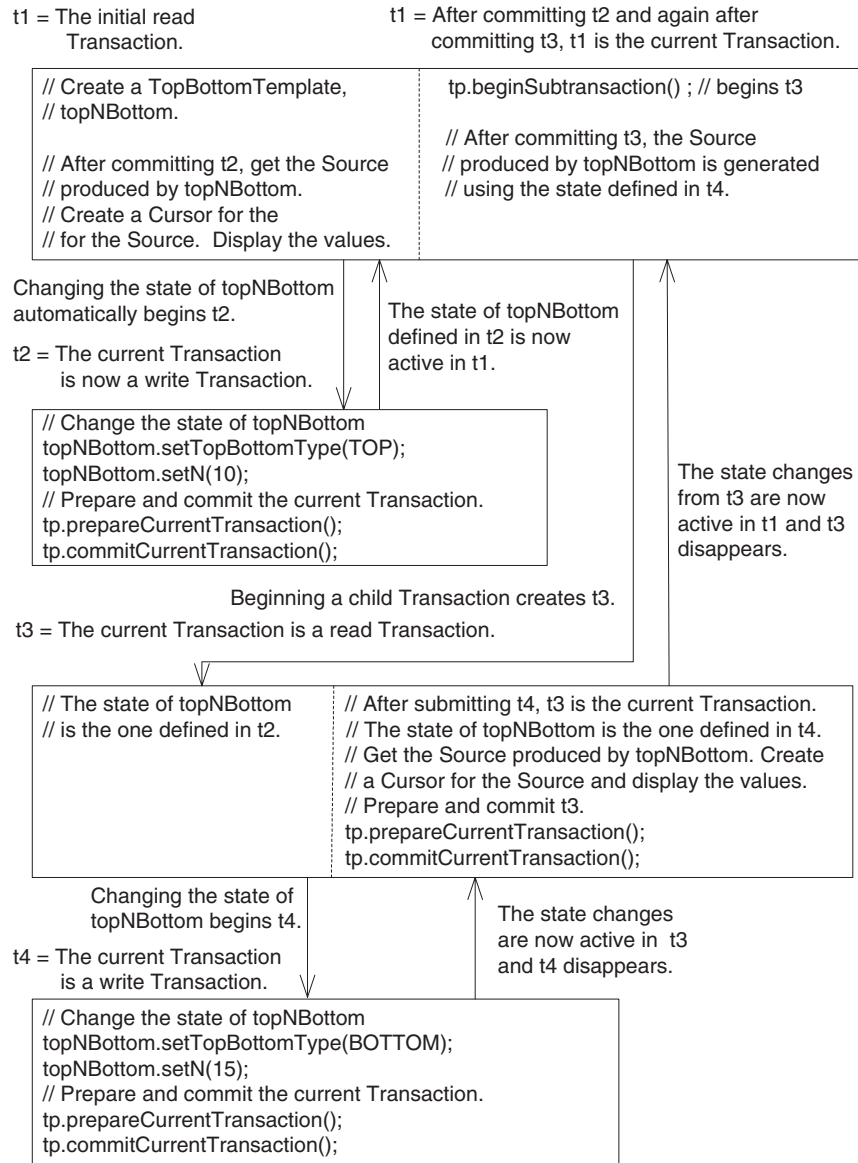 t1 = The initial read
Transaction.
t1 = After committing t2 and again after
committing t3, t1 is the current Transaction.
// Create a TopBottomTemplate,
// topNBottom.
// After committing t2, get the Source
// produced by topNBottom.
// Create a Cursor for the
// for the Source.  Display the values.
tp.beginSubtransaction() ; // begins t3
// After committing t3, the Source
// produced by topNBottom is generated
// using the state defined in t4.
Changing the state of topNBottom
automatically begins t2.
The state of topNBottom
defined in t2 is now
active in t1.
t2 = The current Transaction
is now a write Transaction.
// Change the state of topNBottom
topNBottom.setTopBottomType(TOP);
topNBottom.setN(10);
// Prepare and commit the current Transaction.
tp.prepareCurrentTransaction();
tp.commitCurrentTransaction();
The state changes
from t3 are now
active in t1 and t3
disappears.
Beginning a child Transaction creates t3.
t3 = The current Transaction is a read Transaction.
// The state of topNBottom
// is the one defined in t2.
// After submitting t4, t3 is the current Transaction.
// The state of topNBottom is the one defined in t4.
// Get the Source produced by topNBottom. Create
// a Cursor for the Source and display the values.
// Prepare and commit t3.
tp.prepareCurrentTransaction();
tp.commitCurrentTransaction();
Changing the state of
topNBottom begins t4.
The state changes
are now active in  t3
and t4 disappears.
t4 = The current Transaction
is a write Transaction.
// Change the state of topNBottom
topNBottom.setTopBottomType(BOTTOM);
topNBottom.setN(15);
// Prepare and commit the current Transaction.
tp.prepareCurrentTransaction();
tp.commitCurrentTransaction();